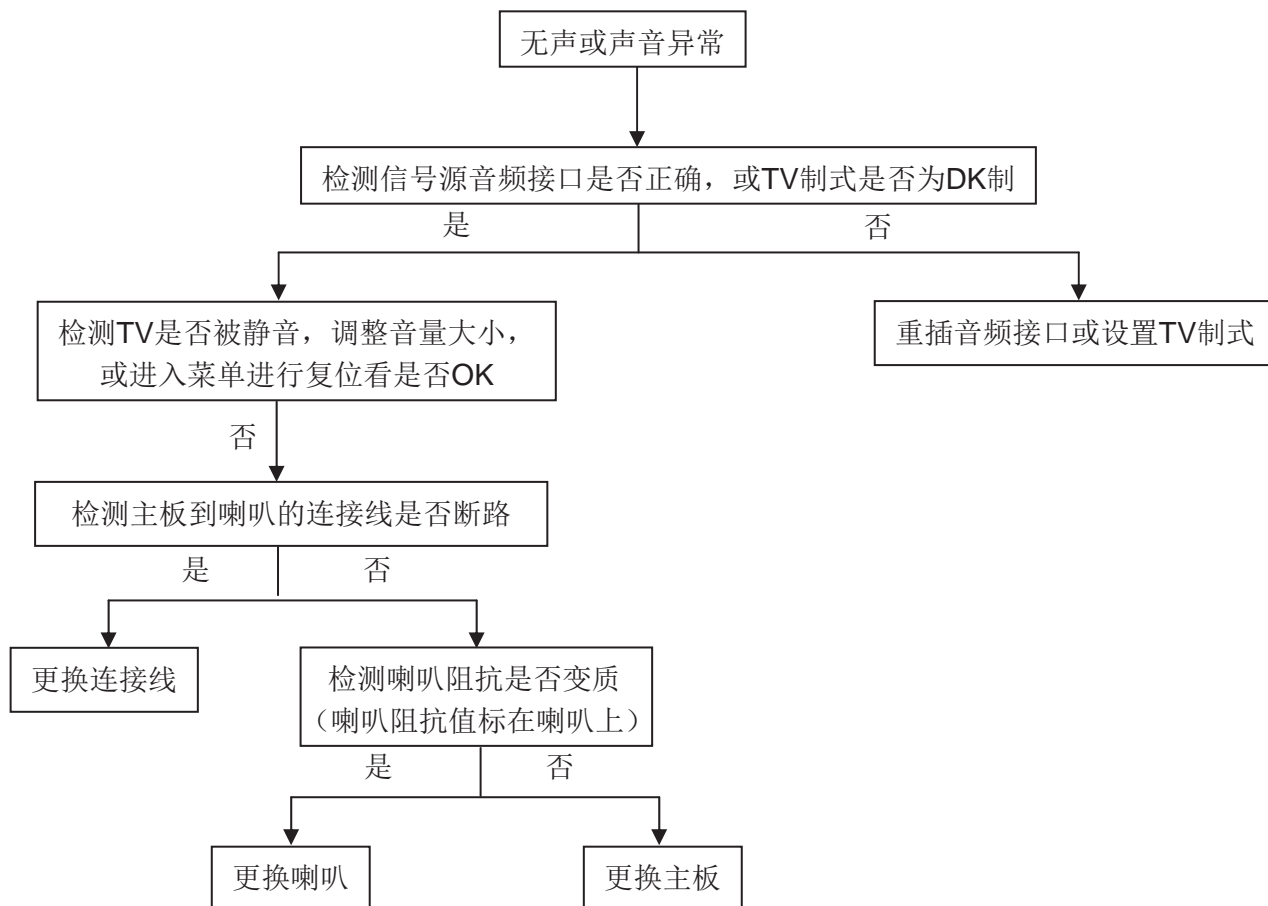 无声或声音异常
检测信号源音频接口是否正确，或TV制式是否为DK制
是
否
检测TV是否被静音，调整音量大小，
或进入菜单进行复位看是否OK
重插音频接口或设置TV制式
否
检测主板到喇叭的连接线是否断路
是
否
更换连接线
检测喇叭阻抗是否变质
（喇叭阻抗值标在喇叭上）
是
否
更换喇叭
更换主板